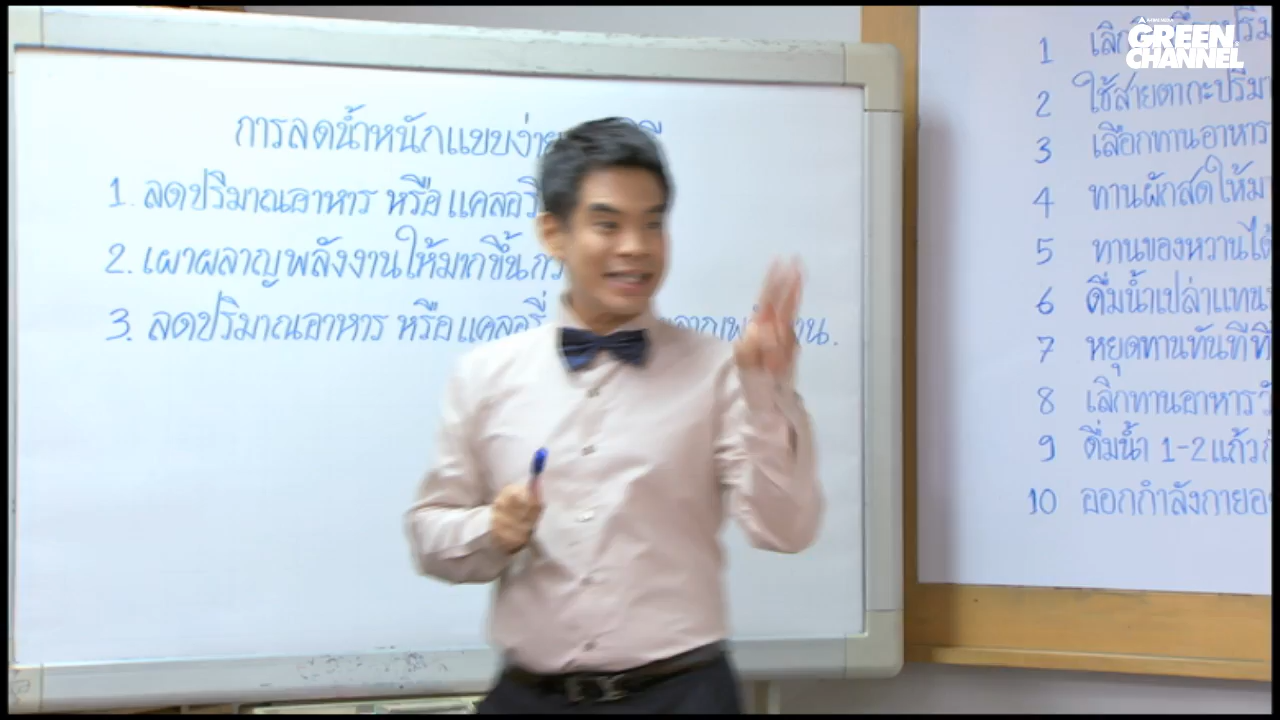 การลดน้ำหนักแบบง่าย
1. ลดปริมาณอาหาร หรือ แคลอรี
2. เผาผลาญพลังงานให้มากขึ้น
3. ลดปริมาณอาหาร หรือ แคลอรี่
GREEN
CHANNEL
1
2 ใช้สายตากะปริมา
3 เลือกทานอาหาร
4 ทานผักสดให้มา
5 ทานของหวานได้
6 ดื่มน้ำเปล่าแทน
7 หยุดทานทันทีที่
8 เลิกทานอาหาร
9 ดื่มน้ำ 1-2 แก้ว
10 ออกกำลังกาย